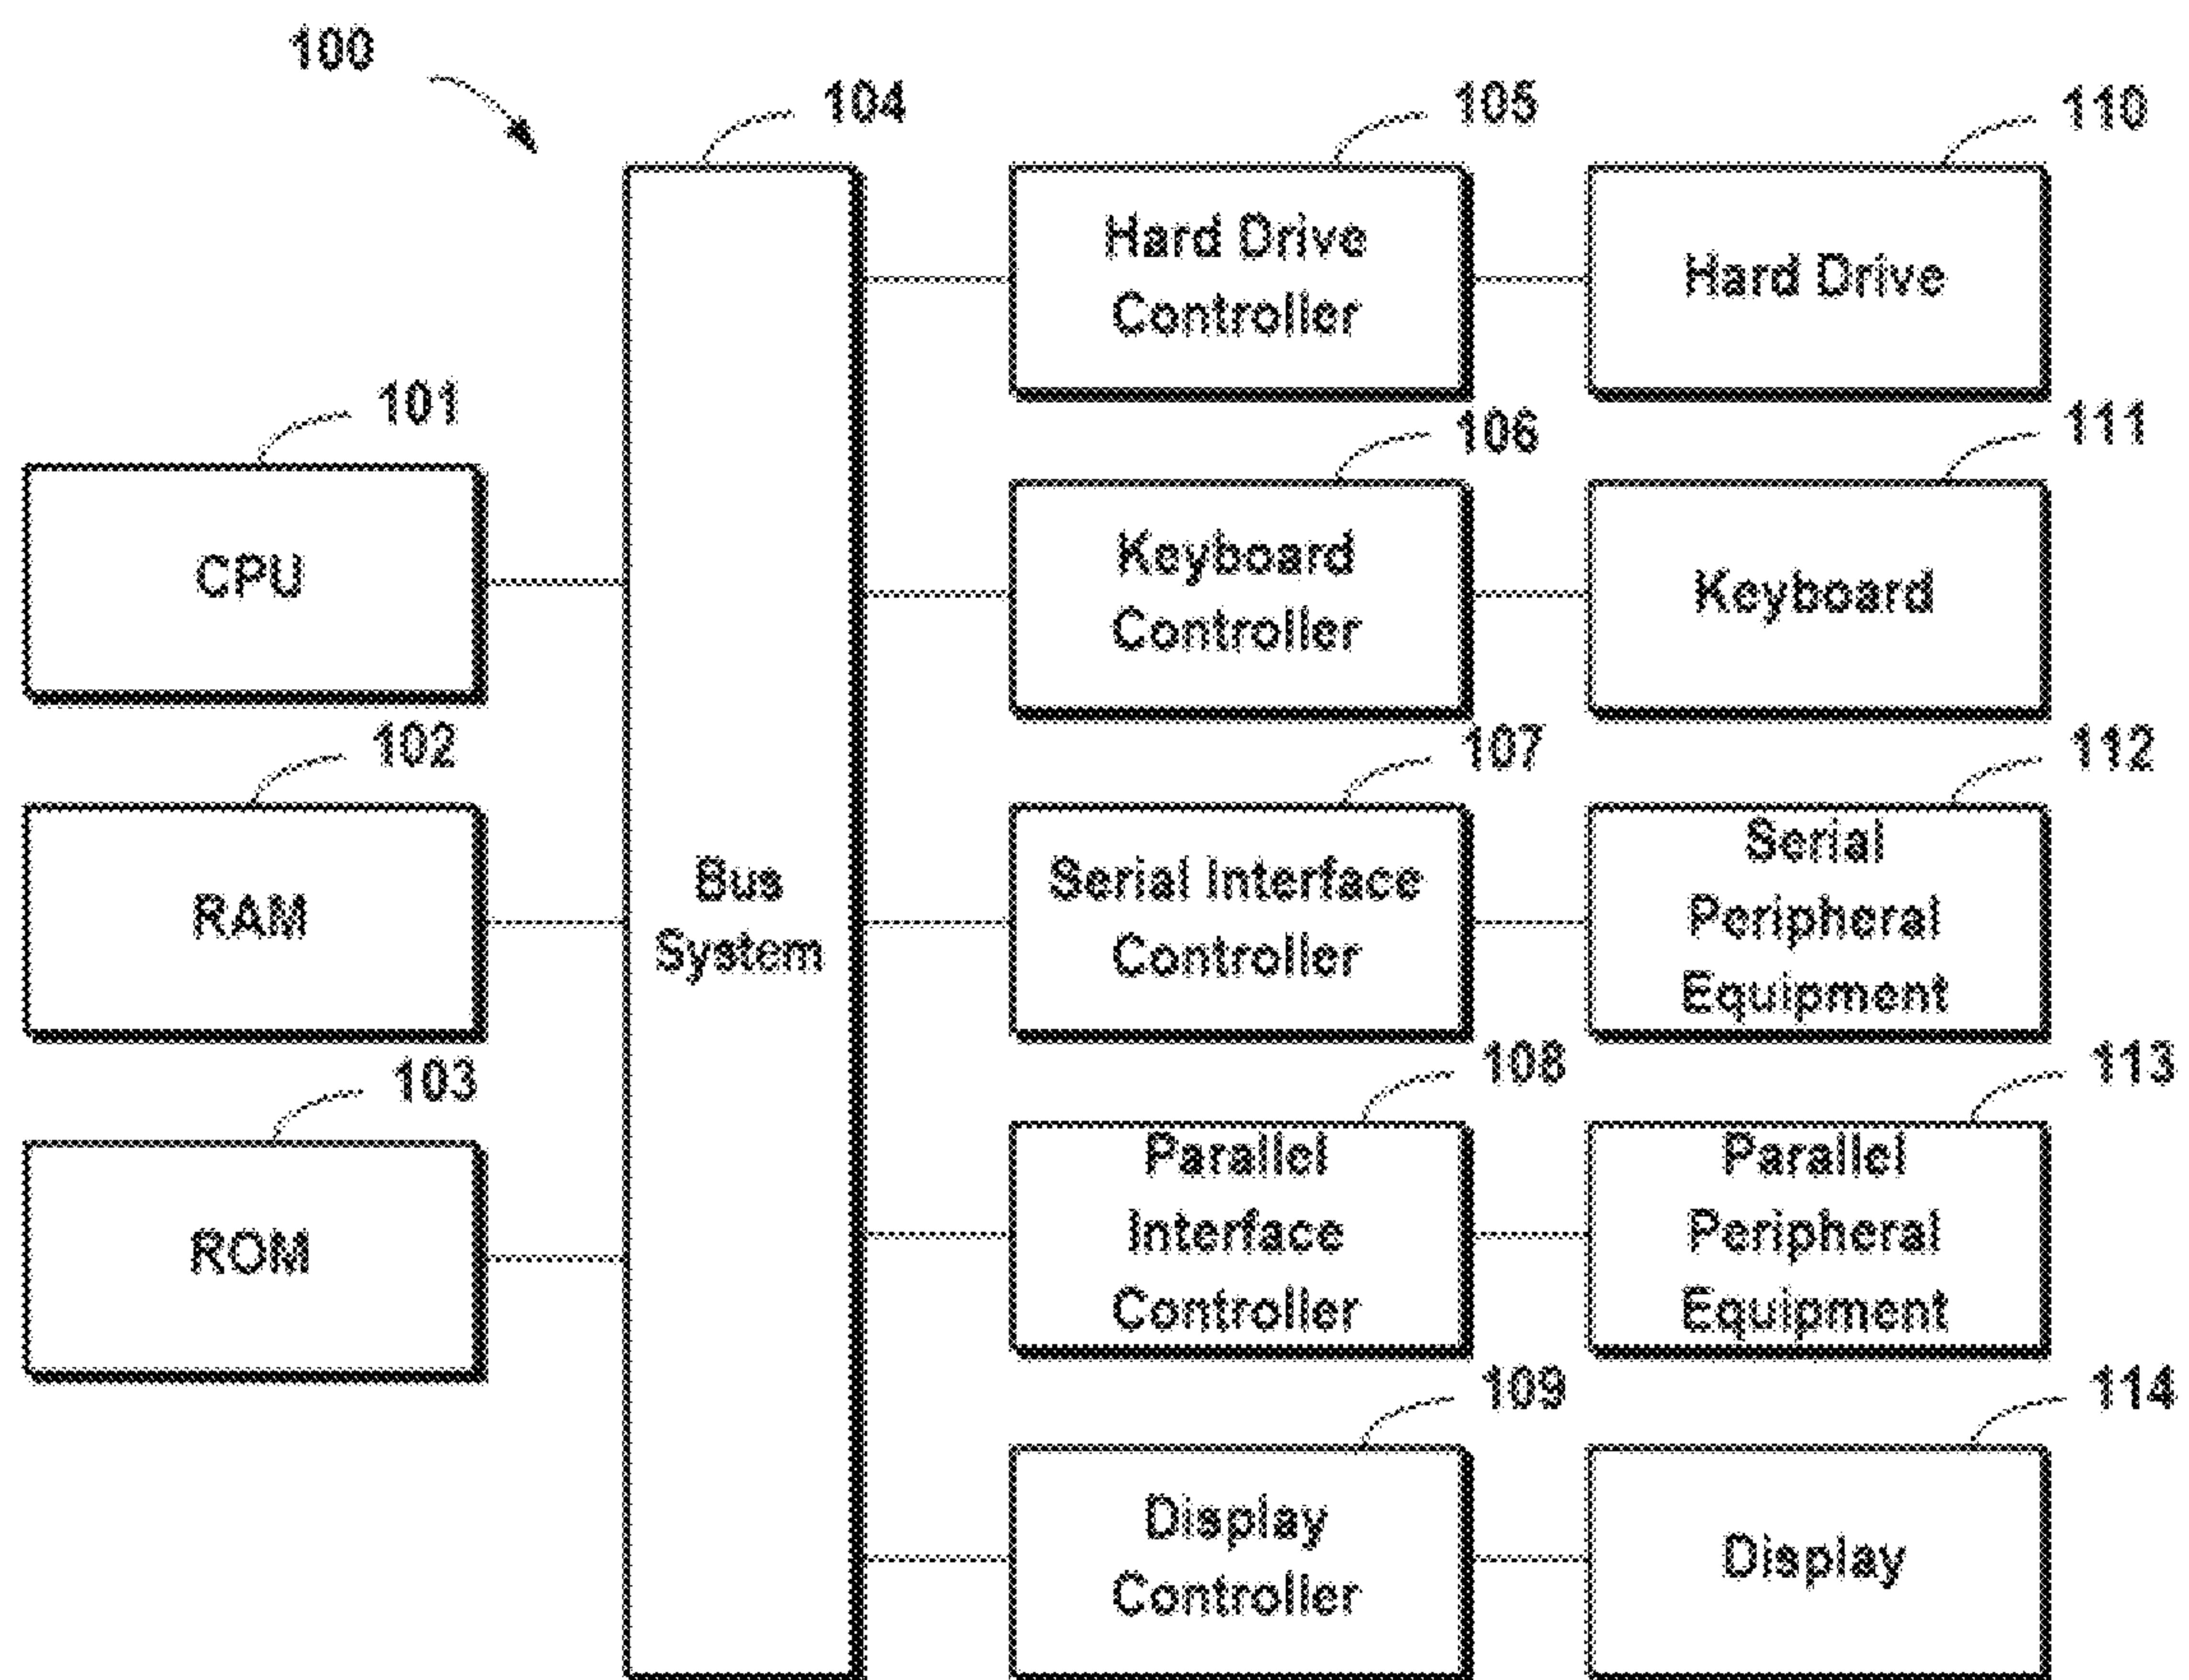 100
104
105
110
Hard Drive
Controller
Hard Drive
101
CPU
106
111
Keyboard
Controller
Keyboard
102
RAM
107
112
Bus
System
Serial Interface
Controller
Serial
Peripheral
Equipment
103
ROM
108
113
Parallel
Interface
Controller
Parallel
Peripheral
Equipment
109
114
Display
Controller
Display